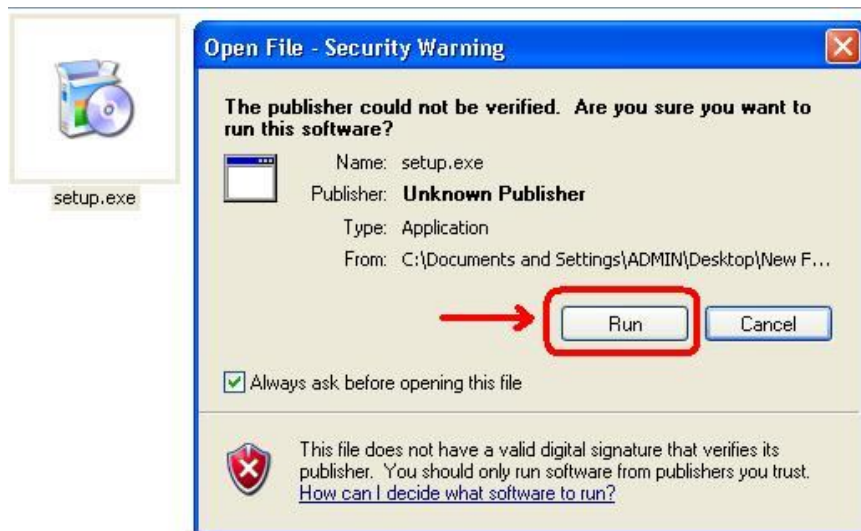 Open File - Security Warning
The publisher could not be verified. Are you sure you want to
run this software?
setup.exe
Name: setup.exe
Publisher: Unknown Publisher
Type: Application
From: C:\Documents and Settings\ADMIN\Desktop\New F...
Run Cancel
Always ask before opening this file
This file does not have a valid digital signature that verifies its
publisher. You should only run software from publishers you trust.
How can I decide what software to run?